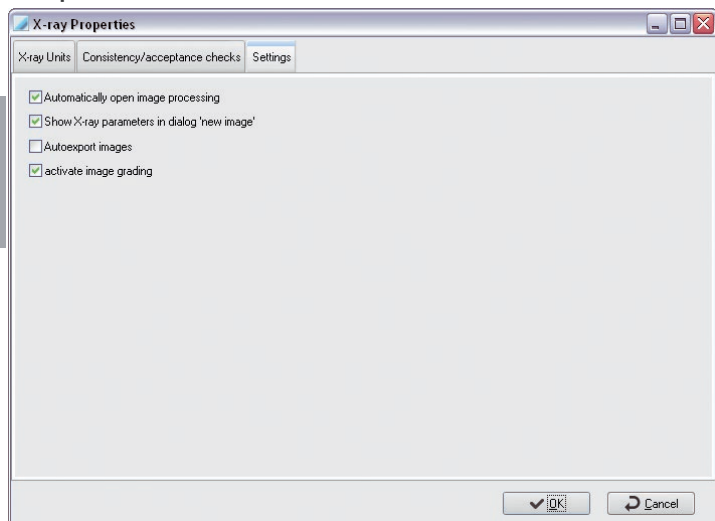 X-ray Properties
X-ray Units Consistency/acceptance checks Settings
Automatically open image processing
Show X-ray parameters in dialog 'new image'
Autoexport images
activate image grading
OK Cancel